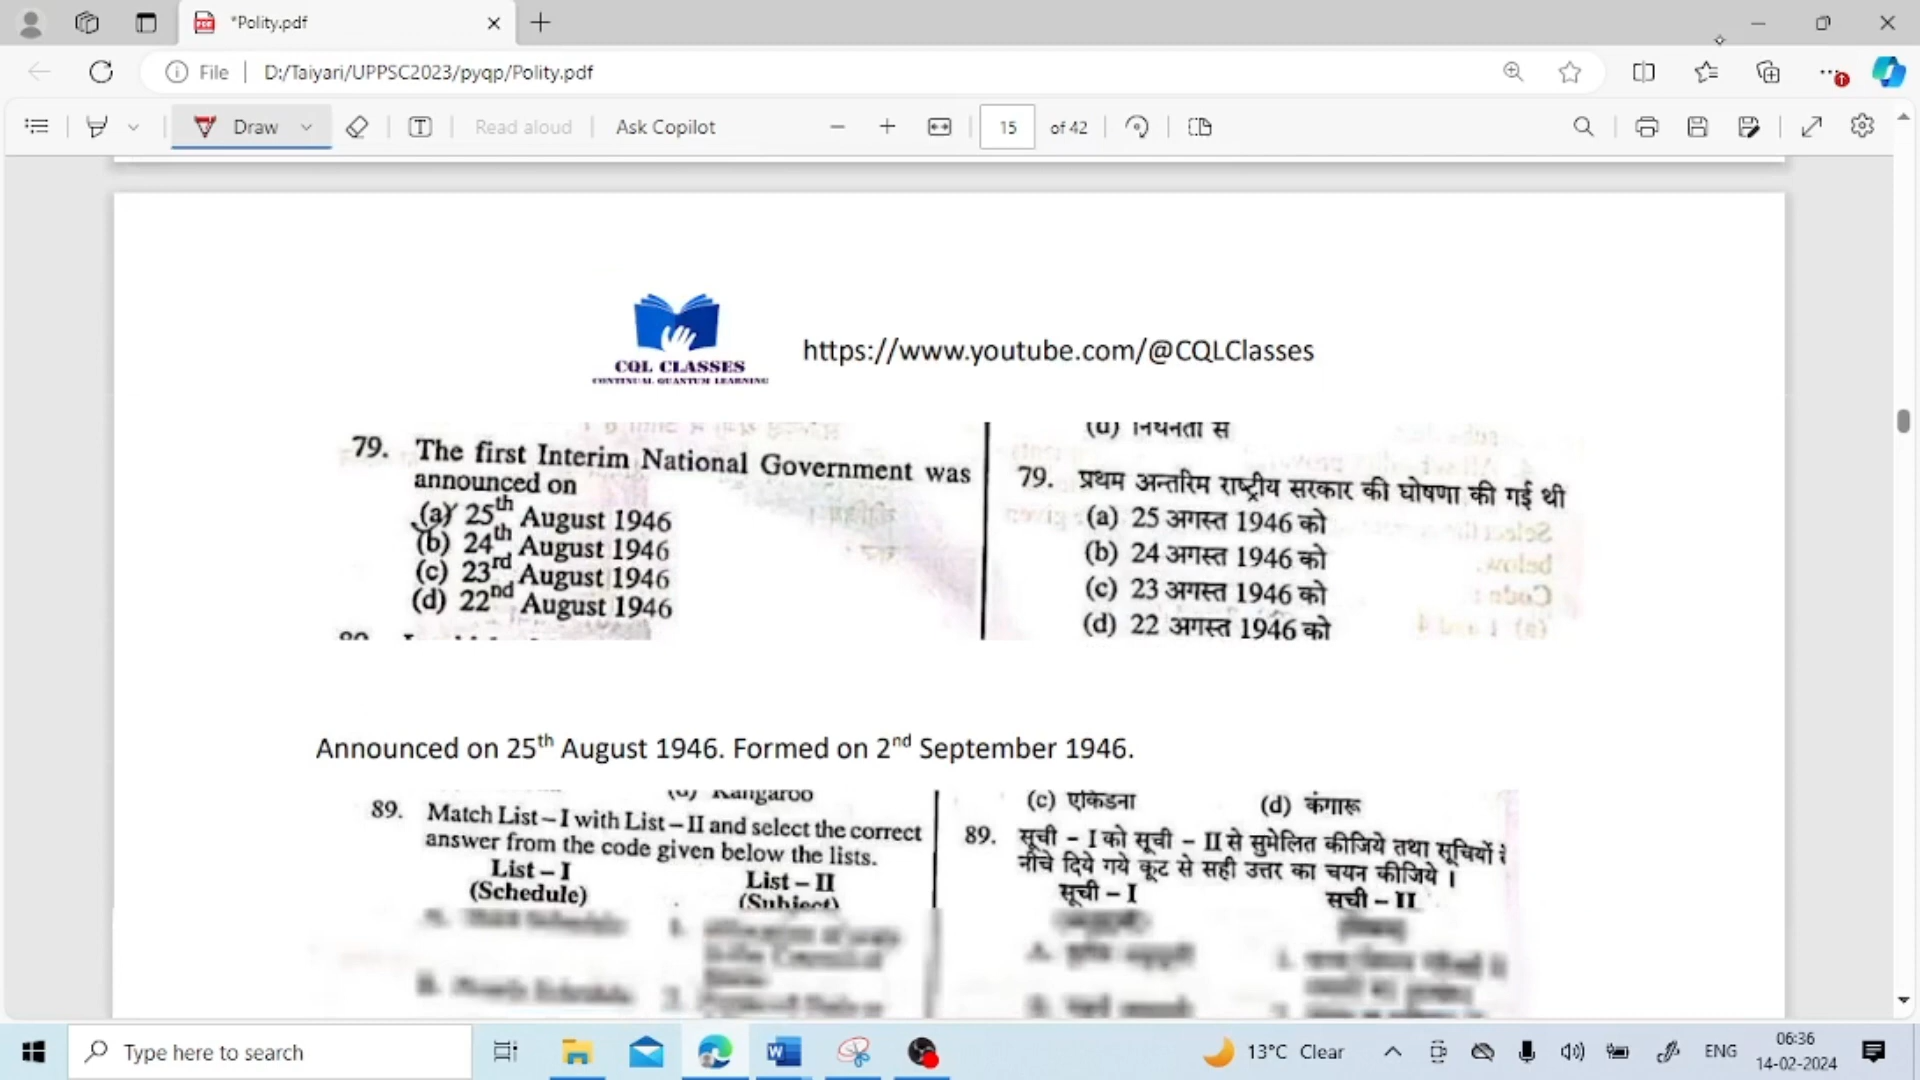 *Polity.pdf
File
D:/Taiyari/UPPSC2023/pyqp/Polity.pdf
Draw
Read aloud
Ask Copilot
15
of 42
CQL CLASSES
CONTINUAL QUANTUM LEARNING
https://www.youtube.com/@CQLClasses
79. The first Interim National Government was
announced on
(a) 25th August 1946
(b) 24th August 1946
(c) 23rd August 1946
(d) 22nd August 1946
79. प्रथम अन्तरिम राष्ट्रीय सरकार की घोषणा की गई थी
(a) 25 अगस्त 1946 को
(b) 24 अगस्त 1946 को
(c) 23 अगस्त 1946 को
(d) 22 अगस्त 1946 को
Announced on 25th August 1946. Formed on 2nd September 1946.
Kangaroo
89. Match List – I with List – II and select the correct
answer from the code given below the lists.
List – I
(Schedule)
List – II
(Subject)
(c) एकिडना
(d) कंगारू
89. सूची – I को सूची – II से सुमेलित कीजिये तथा सूचियों
नीचे दिये गये कूट से सही उत्तर का चयन कीजिये ।
सूची – I
सूची – II
Type here to search
13°C Clear
ENG
06:36
14-02-2024